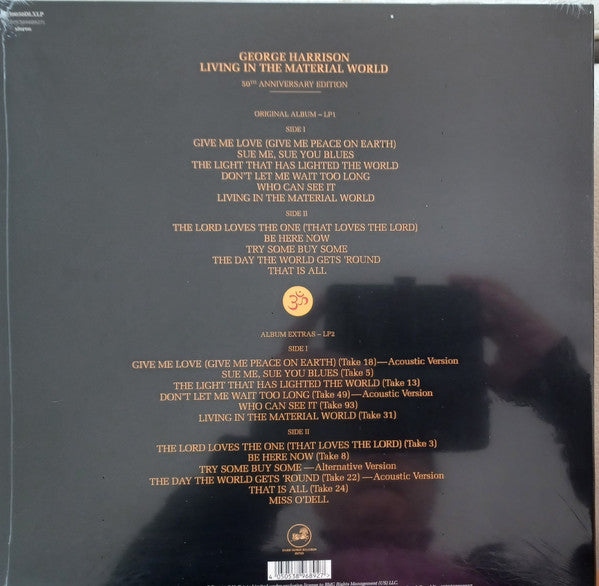 stereo
GEORGE HARRISON
LIVING IN THE MATERIAL WORLD
50TH ANNIVERSARY EDITION
ORIGINAL ALBUM – LP1
SIDE I
GIVE ME LOVE (GIVE ME PEACE ON EARTH)
SUE ME, SUE YOU BLUES
THE LIGHT THAT HAS LIGHTED THE WORLD
DON'T LET ME WAIT TOO LONG
WHO CAN SEE IT
LIVING IN THE MATERIAL WORLD
SIDE II
THE LORD LOVES THE ONE (THAT LOVES THE LORD)
BE HERE NOW
TRY SOME BUY SOME
THE DAY THE WORLD GETS 'ROUND
THAT IS ALL
ॐ
ALBUM EXTRAS – LP2
SIDE I
GIVE ME LOVE (GIVE ME PEACE ON EARTH) (Take 18)—Acoustic Version
SUE ME, SUE YOU BLUES (Take 5)
THE LIGHT THAT HAS LIGHTED THE WORLD (Take 13)
DON'T LET ME WAIT TOO LONG (Take 49)—Acoustic Version
WHO CAN SEE IT (Take 93)
LIVING IN THE MATERIAL WORLD (Take 31)
SIDE II
THE LORD LOVES THE ONE (THAT LOVES THE LORD) (Take 3)
BE HERE NOW (Take 8)
TRY SOME BUY SOME—Alternative Version
THE DAY THE WORLD GETS 'ROUND (Take 22)—Acoustic Version
THAT IS ALL (Take 24)
MISS O'DELL
4 050538 968927
Rights Management (US) LLC.